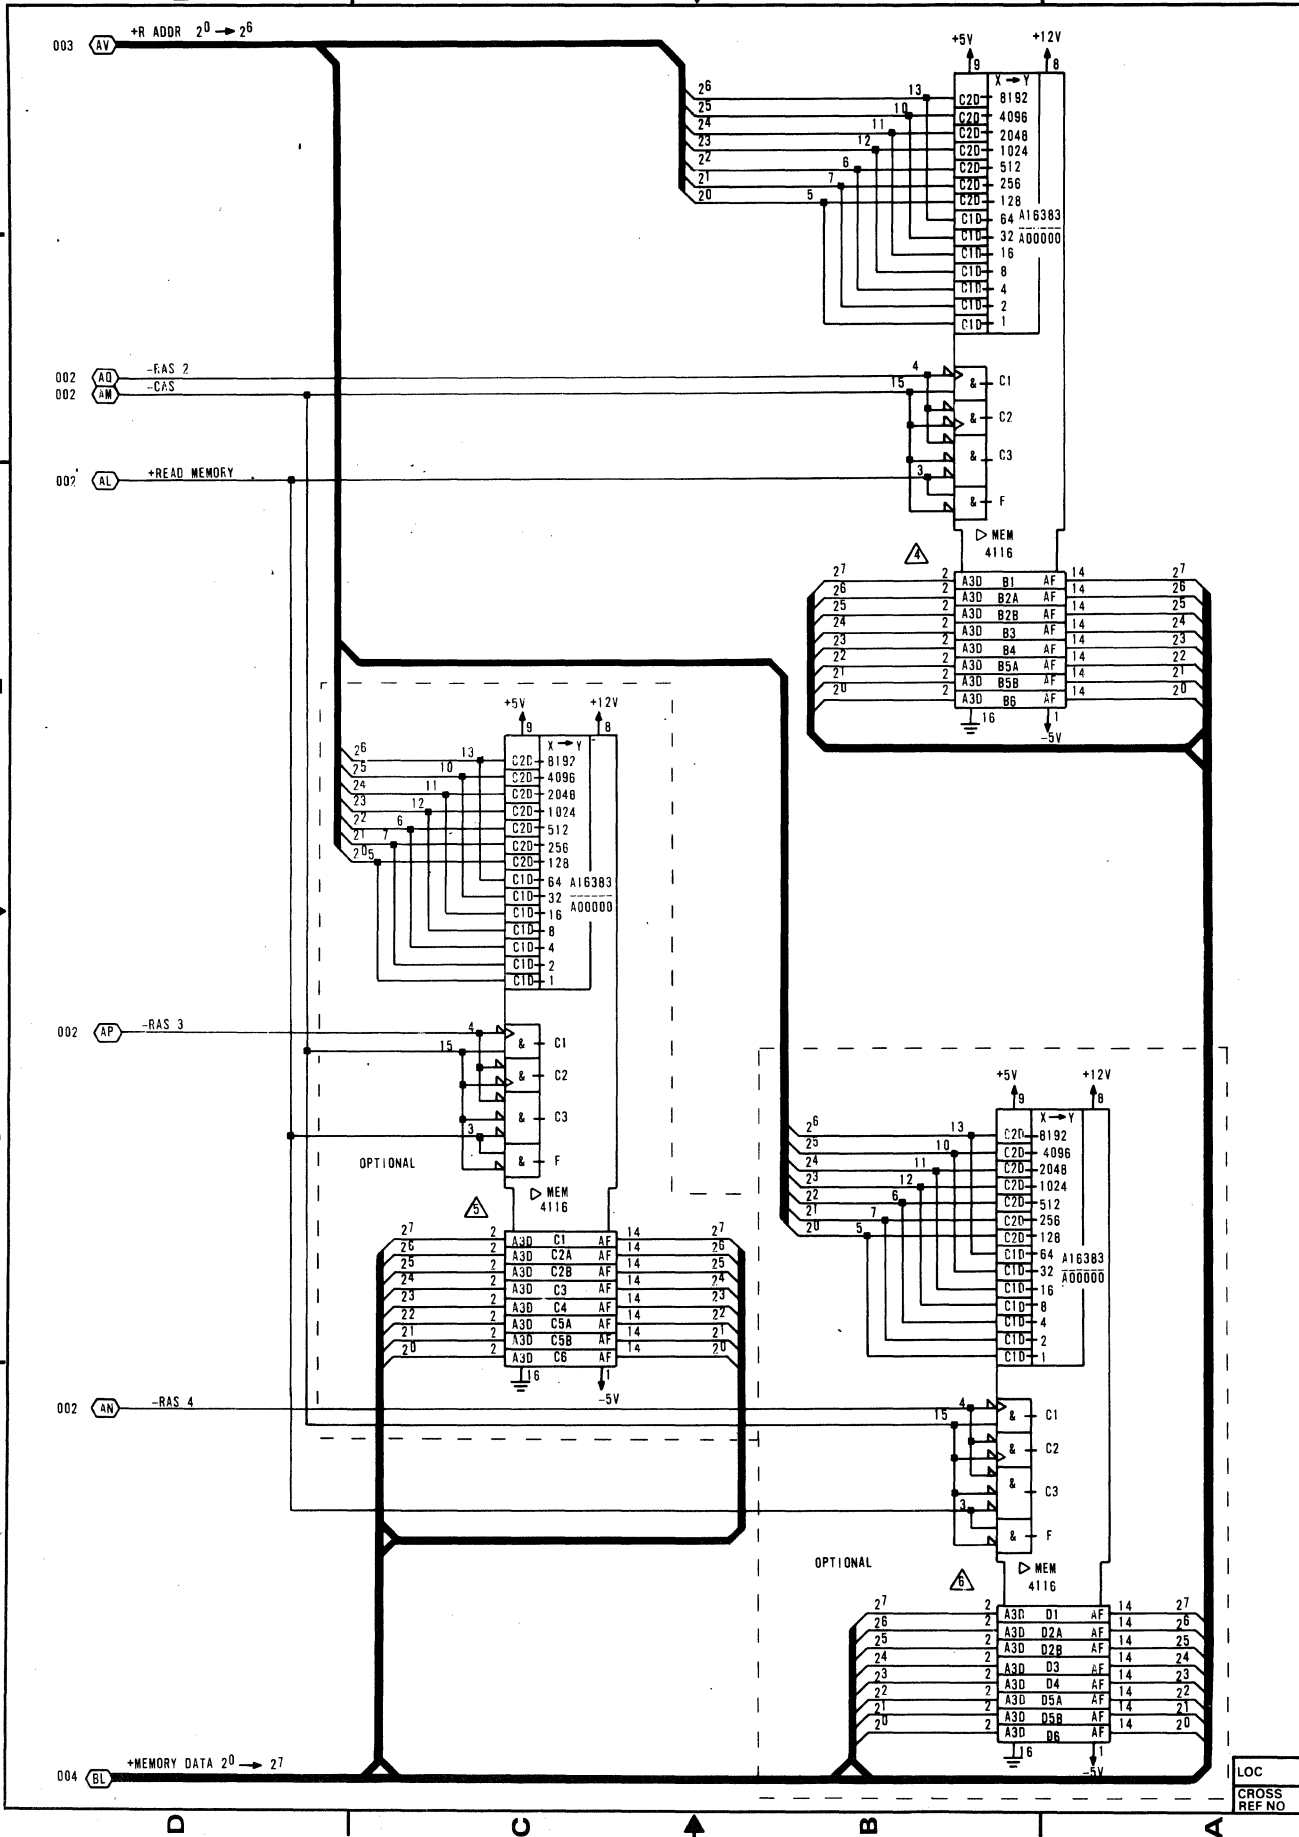 +R ADDR 2⁰ → 2⁶
003 AV
+5V +12V
9 8
X → Y
2⁶ 13 C2D 8192
2⁵ 10 C2D 4096
2⁴ 11 C2D 2048
2³ 12 C2D 1024
2² 6 C2D 512
2¹ 7 C2D 256
2⁰ 5 C2D 128
C1D 64 A16383
C1D 32 A00000
C1D 16
C1D 8
C1D 4
C1D 2
C1D 1
002 AQ -RAS 2 4
002 AM -CAS 15
& C1
& C2
& C3
002 AL +READ MEMORY 3
& F
▷ MEM
4 4116
2⁷ 2 A3D B1 AF 14 2⁷
2⁶ 2 A3D B2A AF 14 2⁶
2⁵ 2 A3D B2B AF 14 2⁵
2⁴ 2 A3D B3 AF 14 2⁴
2³ 2 A3D B4 AF 14 2³
2² 2 A3D B5A AF 14 2²
2¹ 2 A3D B5B AF 14 2¹
2⁰ 2 A3D B6 AF 14 2⁰
16 1
-5V
+5V +12V
9 8
X → Y
2⁶ 13 C2D 8192
2⁵ 10 C2D 4096
2⁴ 11 C2D 2048
2³ 12 C2D 1024
2² 6 C2D 512
2¹ 7 C2D 256
2⁰ 5 C2D 128
C1D 64 A16383
C1D 32 A00000
C1D 16
C1D 8
C1D 4
C1D 2
C1D 1
002 AP -RAS 3 4
15 & C1
& C2
& C3
3
OPTIONAL & F
▷ MEM
5 4116
2⁷ 2 A3D C1 AF 14 2⁷
2⁶ 2 A3D C2A AF 14 2⁶
2⁵ 2 A3D C2B AF 14 2⁵
2⁴ 2 A3D C3 AF 14 2⁴
2³ 2 A3D C4 AF 14 2³
2² 2 A3D C5A AF 14 2²
2¹ 2 A3D C5B AF 14 2¹
2⁰ 2 A3D C6 AF 14 2⁰
16 1
-5V
+5V +12V
9 8
X → Y
2⁶ 13 C2D 8192
2⁵ 10 C2D 4096
2⁴ 11 C2D 2048
2³ 12 C2D 1024
2² 6 C2D 512
2¹ 7 C2D 256
2⁰ 5 C2D 128
C1D 64 A16383
C1D 32 A00000
C1D 16
C1D 8
C1D 4
C1D 2
C1D 1
002 AN -RAS 4 4
15 & C1
& C2
& C3
3
& F
OPTIONAL
▷ MEM
6 4116
2⁷ 2 A3D D1 AF 14 2⁷
2⁶ 2 A3D D2A AF 14 2⁶
2⁵ 2 A3D D2B AF 14 2⁵
2⁴ 2 A3D D3 AF 14 2⁴
2³ 2 A3D D4 AF 14 2³
2² 2 A3D D5A AF 14 2²
2¹ 2 A3D D5B AF 14 2¹
2⁰ 2 A3D D6 AF 14 2⁰
16 1
-5V
+MEMORY DATA 2⁰ → 2⁷
004 BL
LOC
CROSS
REF NO
D C B A